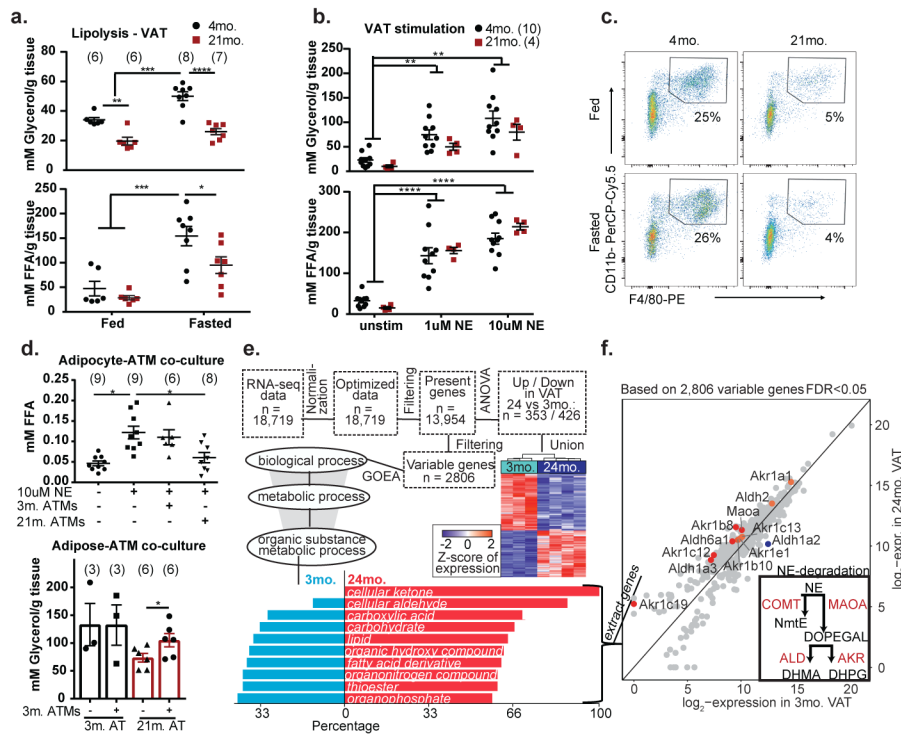 a.
Lipolysis - VAT
4mo.
21mo.
(6) (6) (8) (7)
***
****
**
mM Glycerol/g tissue
80
60
40
20
0
***
*
mM FFA/g tissue
250
200
150
100
50
0
Fed Fasted
b.
VAT stimulation
4mo. (10)
21mo. (4)
**
**
mM Glycerol/g tissue
250
200
150
100
50
0
****
****
mM FFA/g tissue
300
200
100
0
unstim 1uM NE 10uM NE
c.
4mo. 21mo.
Fed
25% 5%
Fasted
26% 4%
CD11b- PerCP-Cy5.5
F4/80-PE
d.
Adipocyte-ATM co-culture
(9) (9) (6) (8)
* *
mM FFA
0.25
0.20
0.15
0.10
0.05
0.00
10uM NE - + + +
3m. ATMs - - + -
21m. ATMs - - - +
Adipose-ATM co-culture
(3) (3) (6) (6)
*
mM Glycerol/g tissue
250
200
150
100
50
0
3m. ATMs - + - +
3m. AT 21m. AT
e.
RNA-seq
data
n =
18,719
Normali-
zation
Optimized
data
n =
18,719
Filtering
Present
genes
n =
13,954
ANOVA
Up / Down
in VAT
24 vs 3mo.:
n = 353 / 426
Filtering
Union
biological process
GOEA
Variable genes
n = 2806
metabolic process
organic substance
metabolic process
3mo. 24mo.
-2 0 2
Z-score of
expression
3mo. 24mo.
cellular ketone
cellular aldehyde
carboxylic acid
carbohydrate
lipid
organic hydroxy compound
fatty acid derivative
organonitrogen compound
thioester
organophosphate
33 0 33 66 100
Percentage
extract genes
f.
Based on 2,806 variable genes FDR<0.05
Akr1a1
Aldh2
Maoa
Akr1b8
Akr1c13
Aldh6a1
Aldh1a2
Akr1c12
Akr1e1
Aldh1a3
Akr1b10
Akr1c19
NE-degradation
NE
COMT MAOA
NmtE
DOPEGAL
ALD AKR
DHMA DHPG
20
15
10
5
0
log₂-expr. in 24mo. VAT
0 5 10 15 20
log₂-expression in 3mo. VAT